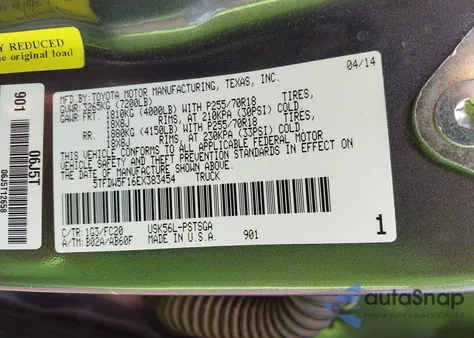 Y REDUCED
e original load
901
06J5T
06J5T12658
MFD.BY:TOYOTA MOTOR MANUFACTURING, TEXAS, INC. 04/14
GVWR:3265KG (7200LB)
GAWR:FRT. 1810KG (4000LB) WITH P255/70R18 TIRES,
18X8J RIMS, AT 210KPA (30PSI) COLD.
RR. 1880KG (4150LB) WITH P255/70R18 TIRES,
18X8J RIMS, AT 230KPA (33PSI) COLD.
THIS VEHICLE CONFORMS TO ALL APPLICABLE FEDERAL MOTOR
VEHICLE SAFETY AND THEFT PREVENTION STANDARDS IN EFFECT ON
THE DATE OF MANUFACTURE SHOWN ABOVE.
5TFDW5F16EX383454 TRUCK
C/TR: 1G3/FC20 USK56L-PSTSGA 1
A/TM: B02A/AB60F MADE IN U.S.A. 901
autoSnap